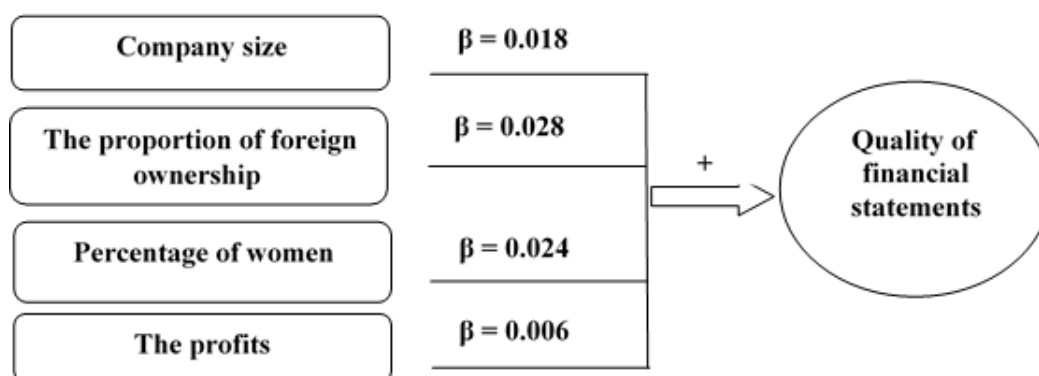 Company size
β = 0.018
The proportion of foreign
ownership
β = 0.028
Percentage of women
β = 0.024
The profits
β = 0.006
+
Quality of
financial
statements